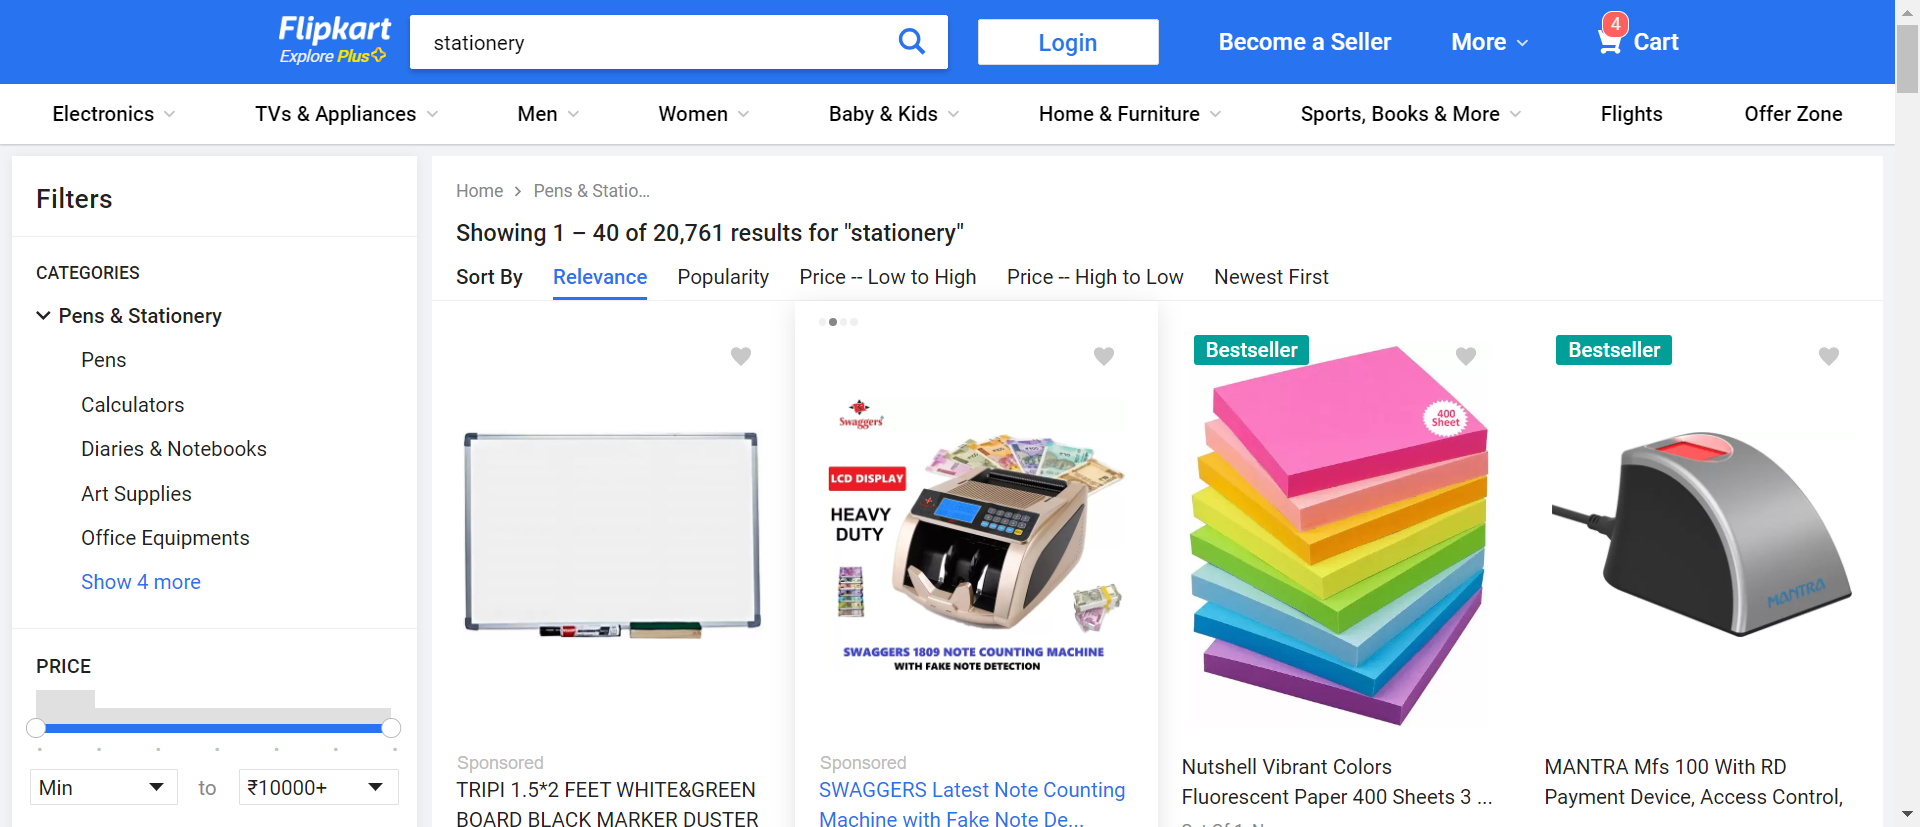 Flipkart
Explore Plus
stationery
Login
Become a Seller
More
4
Cart
Electronics
TVs & Appliances
Men
Women
Baby & Kids
Home & Furniture
Sports, Books & More
Flights
Offer Zone
Filters
CATEGORIES
Pens & Stationery
Pens
Calculators
Diaries & Notebooks
Art Supplies
Office Equipments
Show 4 more
PRICE
Min
to
₹10000+
Home
Pens & Statio...
Showing 1 – 40 of 20,761 results for "stationery"
Sort By
Relevance
Popularity
Price -- Low to High
Price -- High to Low
Newest First
Sponsored
TRIPI 1.5*2 FEET WHITE&GREEN
BOARD BLACK MARKER DUSTER
Swaggers
LCD DISPLAY
HEAVY
DUTY
SWAGGERS 1809 NOTE COUNTING MACHINE
WITH FAKE NOTE DETECTION
Sponsored
SWAGGERS Latest Note Counting
Machine with Fake Note De...
Bestseller
400
Sheet
Nutshell Vibrant Colors
Fluorescent Paper 400 Sheets 3 ...
Bestseller
MANTRA
MANTRA Mfs 100 With RD
Payment Device, Access Control,